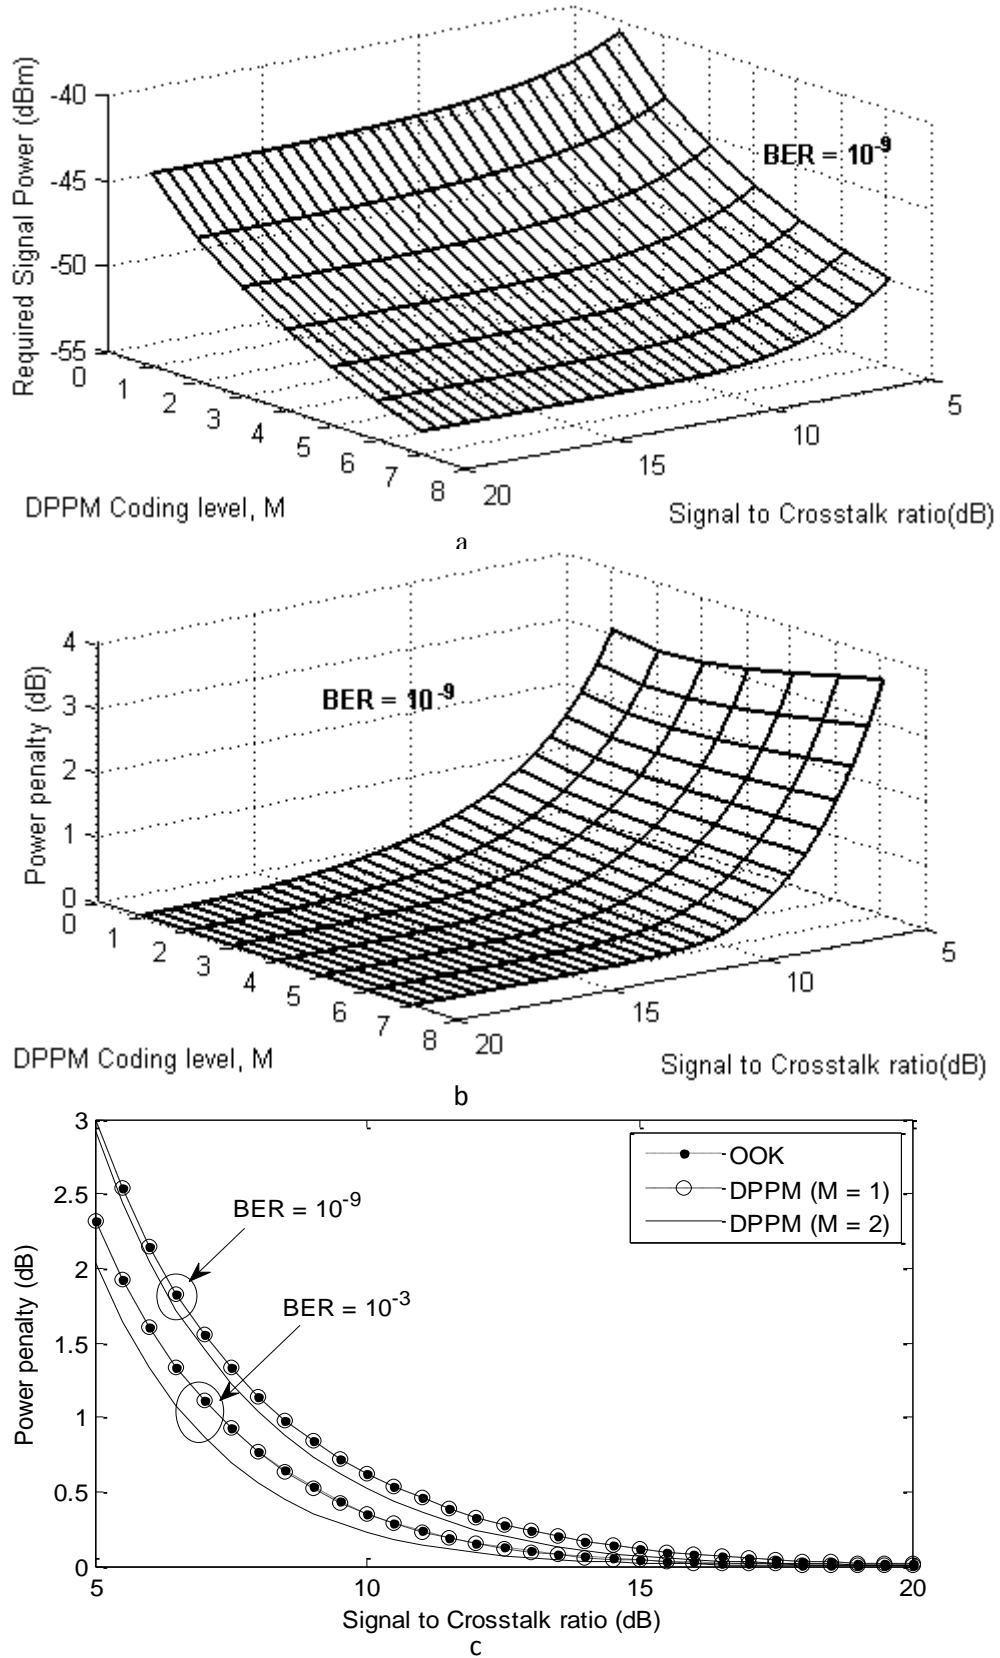 Required Signal Power (dBm)
-40
-45
-50
-55
BER = 10-9
0
1
2
3
4
5
6
7
8
20
15
10
5
DPPM Coding level, M
Signal to Crosstalk ratio(dB)
a
Power penalty (dB)
4
3
2
1
0
BER = 10-9
0
1
2
3
4
5
6
7
8
20
15
10
5
DPPM Coding level, M
Signal to Crosstalk ratio(dB)
b
Power penalty (dB)
3
2.5
2
1.5
1
0.5
0
BER = 10-9
BER = 10-3
OOK
DPPM (M = 1)
DPPM (M = 2)
5
10
15
20
Signal to Crosstalk ratio (dB)
c